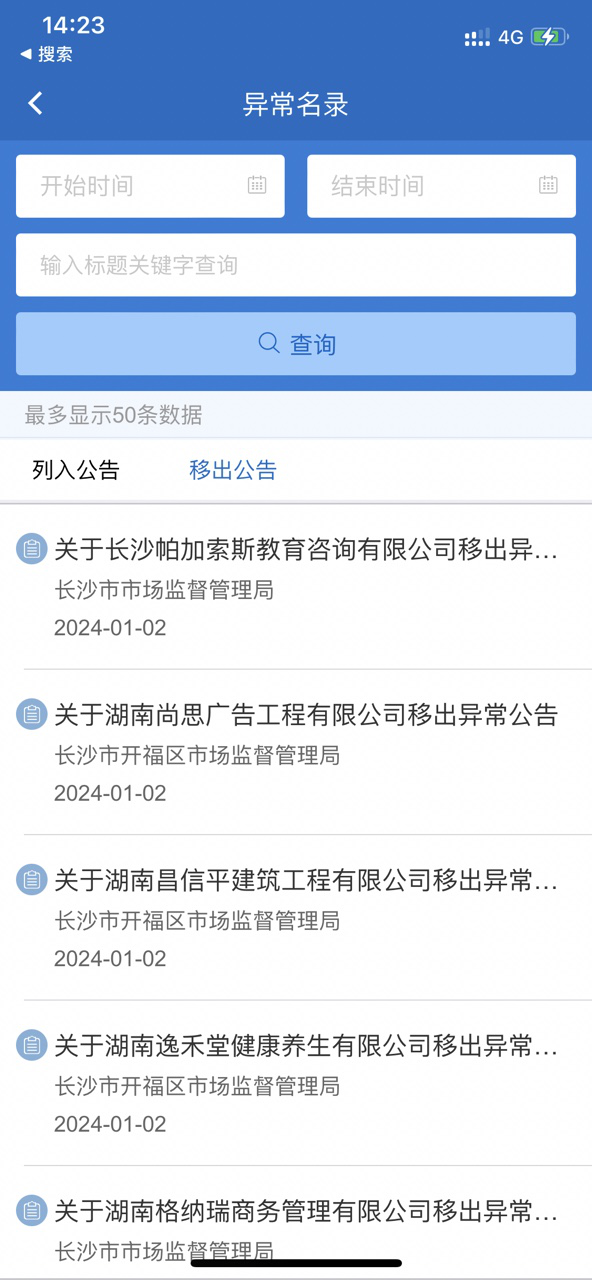 14:23
4G
◀ 搜索
异常名录
开始时间
结束时间
输入标题关键字查询
查询
最多显示50条数据
列入公告
移出公告
关于长沙帕加索斯教育咨询有限公司移出异...
长沙市市场监督管理局
2024-01-02
关于湖南尚思广告工程有限公司移出异常公告
长沙市开福区市场监督管理局
2024-01-02
关于湖南昌信平建筑工程有限公司移出异常...
长沙市开福区市场监督管理局
2024-01-02
关于湖南逸禾堂健康养生有限公司移出异常...
长沙市开福区市场监督管理局
2024-01-02
关于湖南格纳瑞商务管理有限公司移出异常...
长沙市市场监督管理局